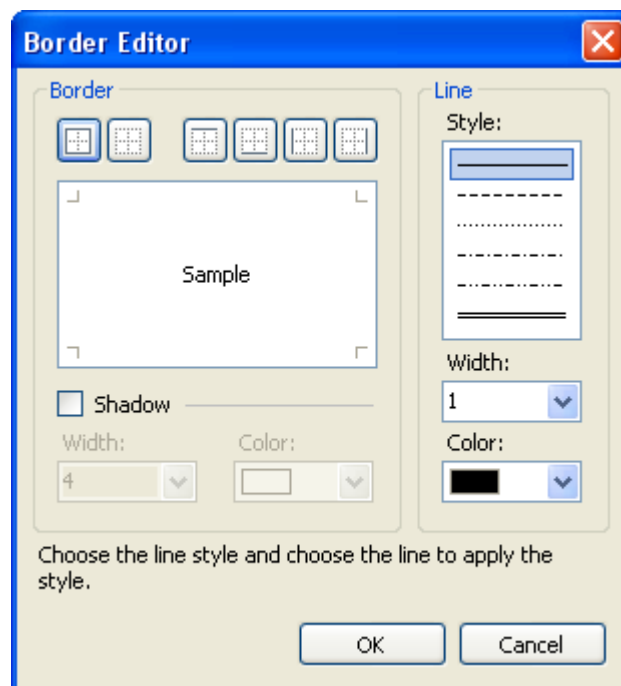 Border Editor
Border
Line
Style:
Sample
Width:
1
Shadow
Width:
Color:
4
Color:
Choose the line style and choose the line to apply the
style.
OK
Cancel